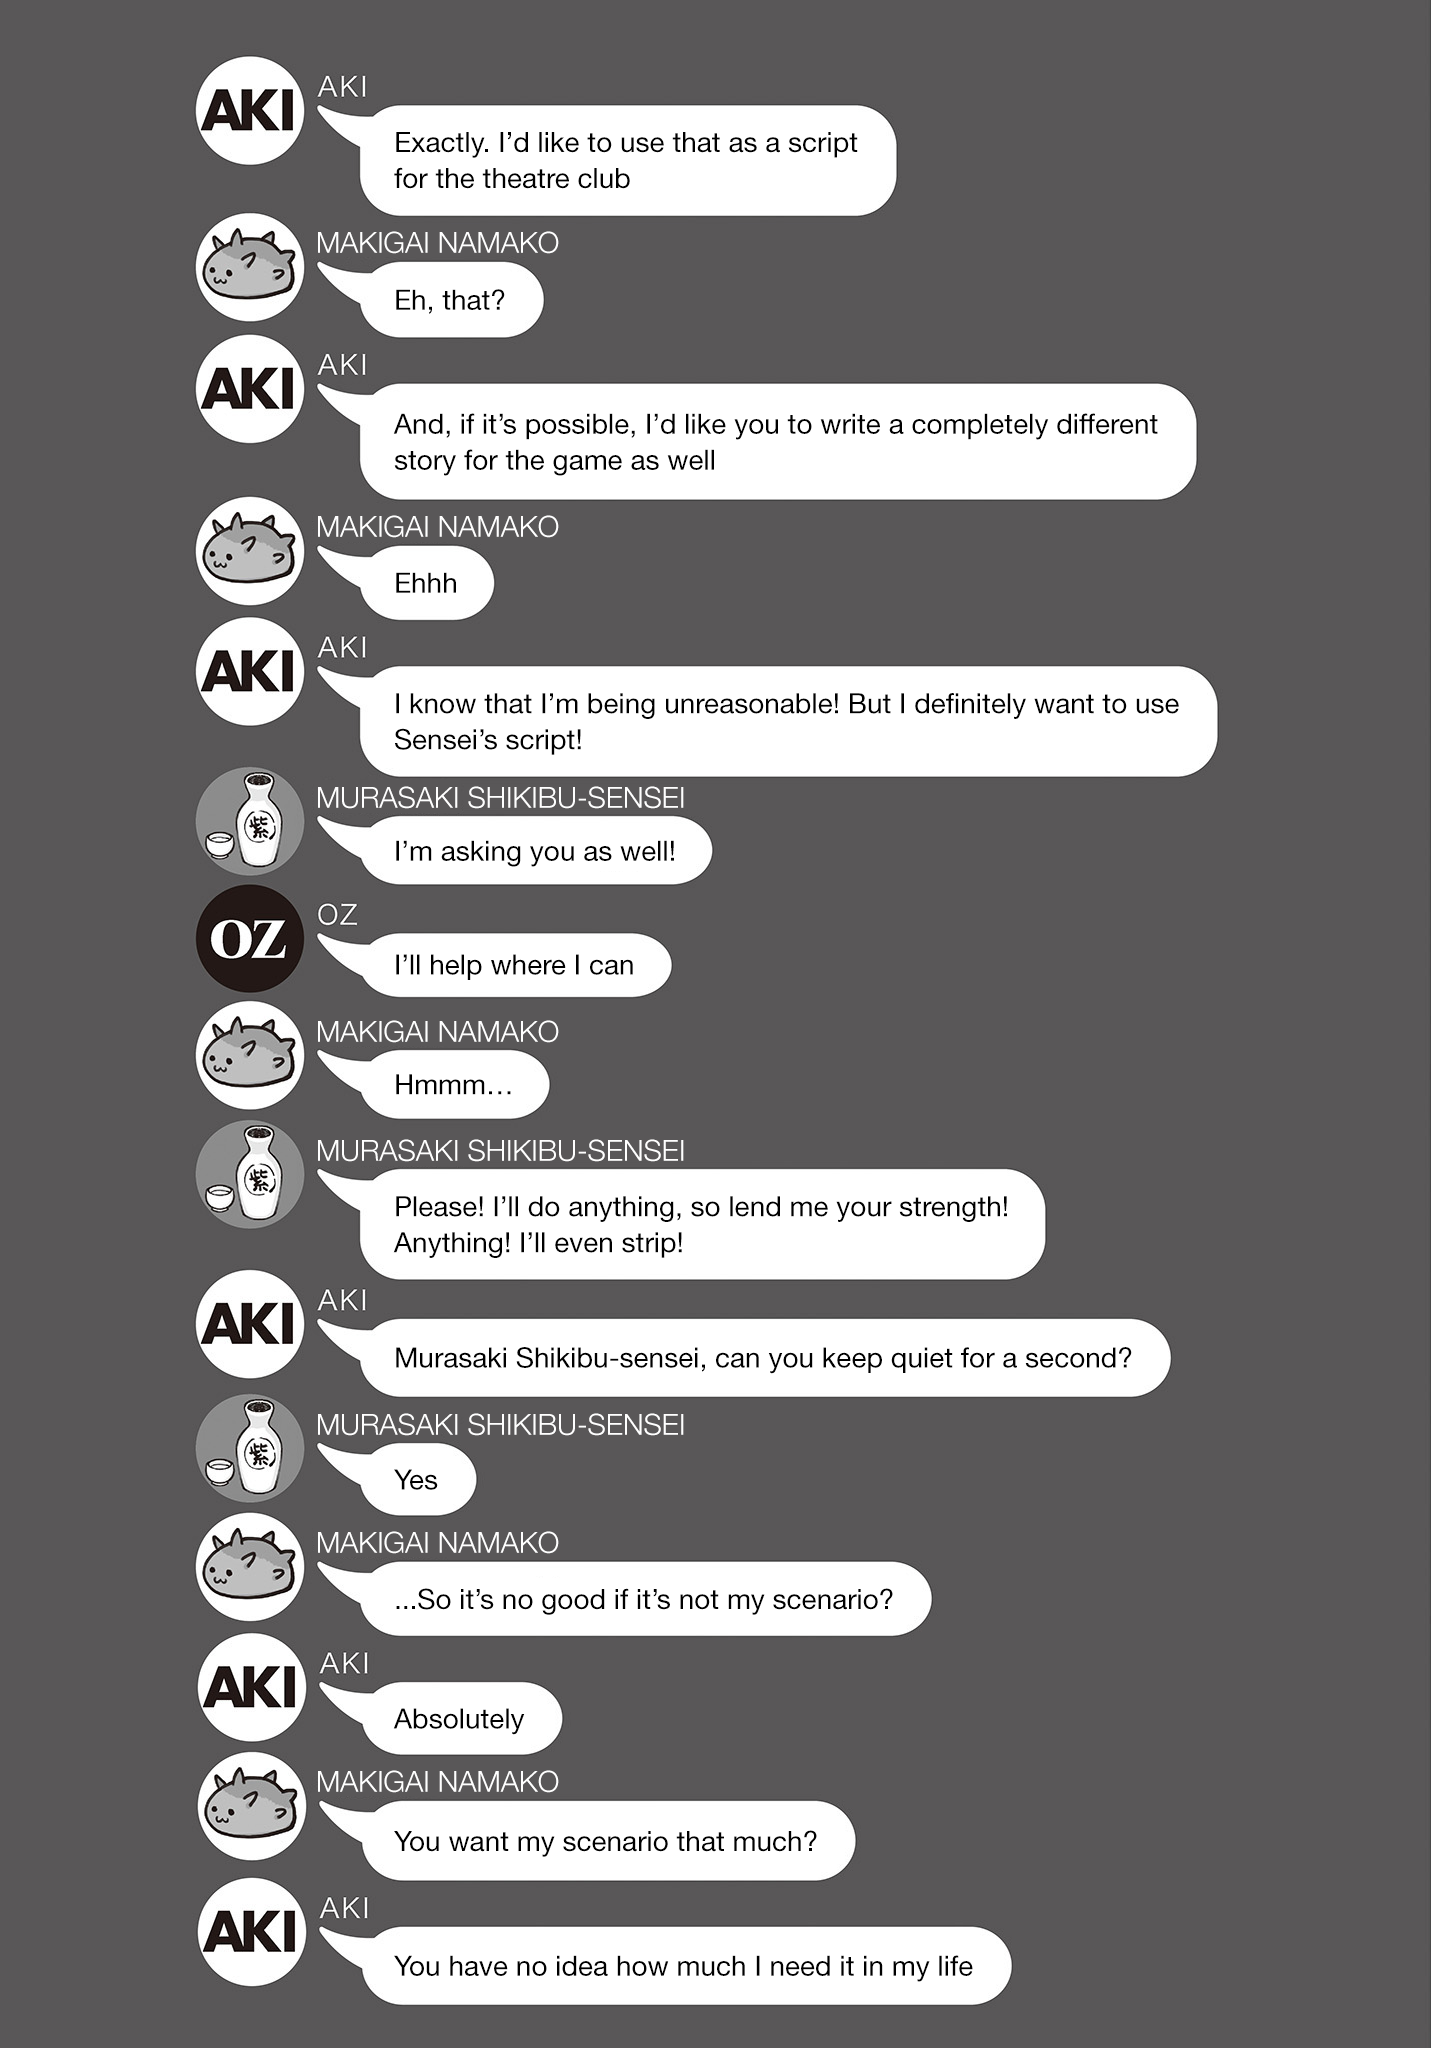 AKI
AKI
Exactly. I’d like to use that as a script
for the theatre club
MAKIGAI NAMAKO
Eh, that?
AKI
AKI
And, if it’s possible, I’d like you to write a completely different
story for the game as well
MAKIGAI NAMAKO
Ehhh
AKI
AKI
I know that I’m being unreasonable! But I definitely want to use
Sensei’s script!
紫
MURASAKI SHIKIBU-SENSEI
I’m asking you as well!
OZ
OZ
I’ll help where I can
MAKIGAI NAMAKO
Hmmm…
紫
MURASAKI SHIKIBU-SENSEI
Please! I’ll do anything, so lend me your strength!
Anything! I’ll even strip!
AKI
AKI
Murasaki Shikibu-sensei, can you keep quiet for a second?
紫
MURASAKI SHIKIBU-SENSEI
Yes
MAKIGAI NAMAKO
...So it’s no good if it’s not my scenario?
AKI
AKI
Absolutely
MAKIGAI NAMAKO
You want my scenario that much?
AKI
AKI
You have no idea how much I need it in my life